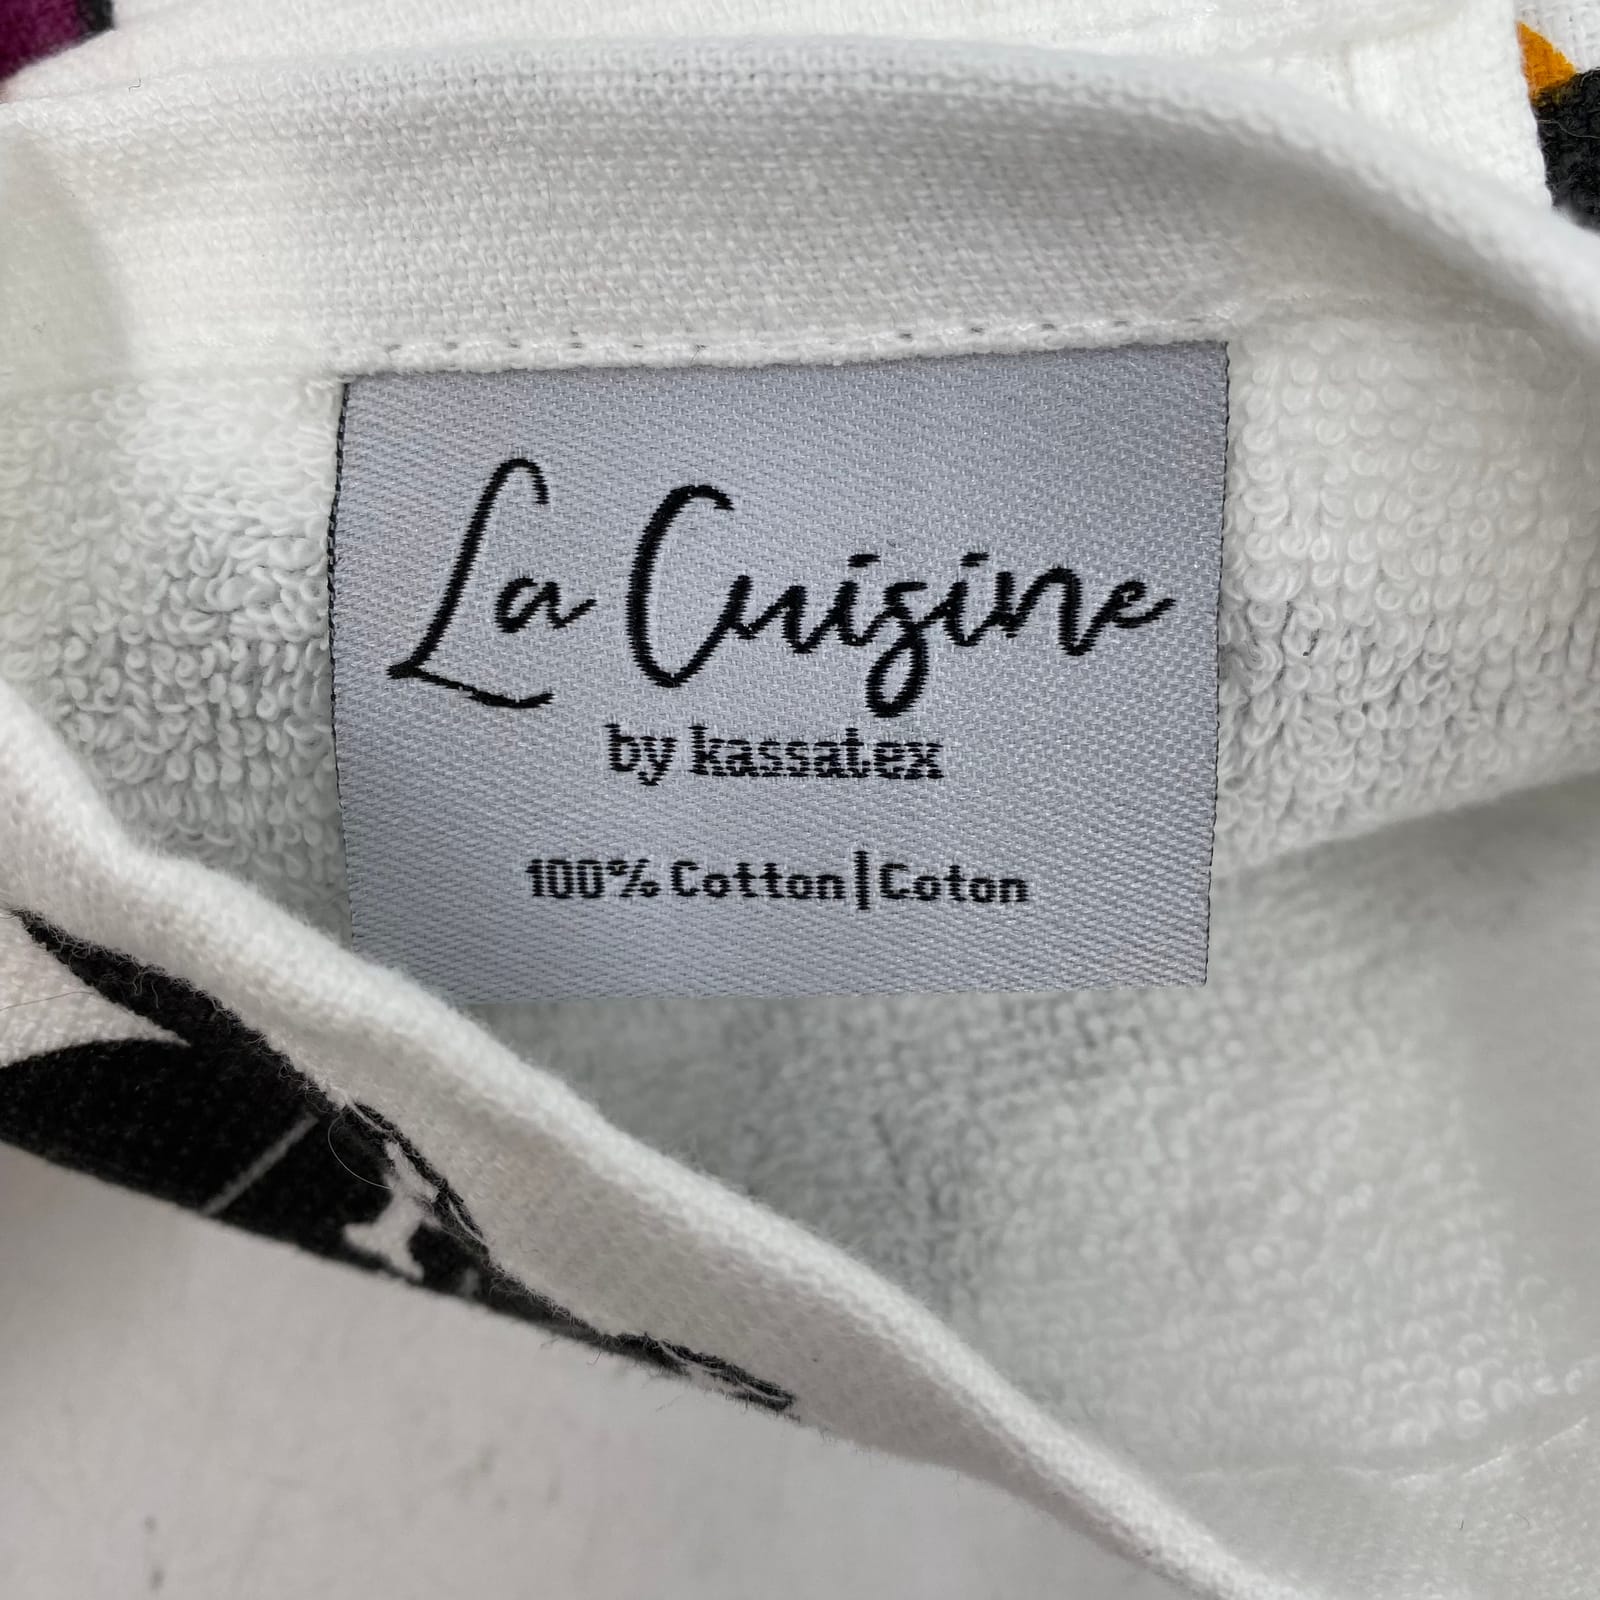 La Cuisine
by kassatex
100% Cotton|Coton